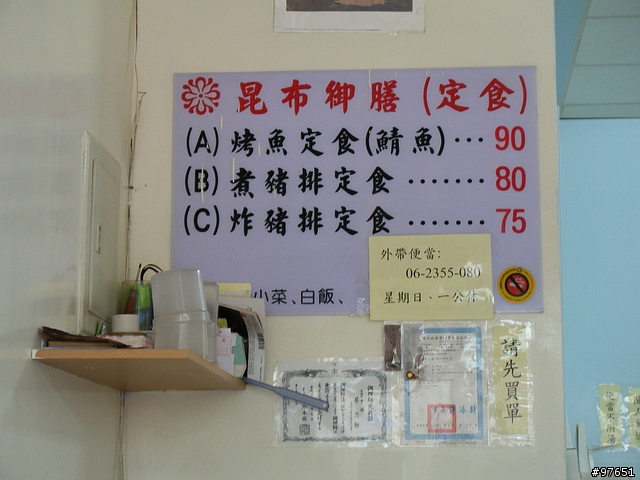 昆布御膳(定食)
(A)烤魚定食(鯖魚)⋯90
(B)煮豬排定食⋯⋯⋯80
(C)炸豬排定食⋯⋯⋯75
小菜、白飯、
外帶便當:
06-2355-080
星期日、一公休
請先買單
#97651